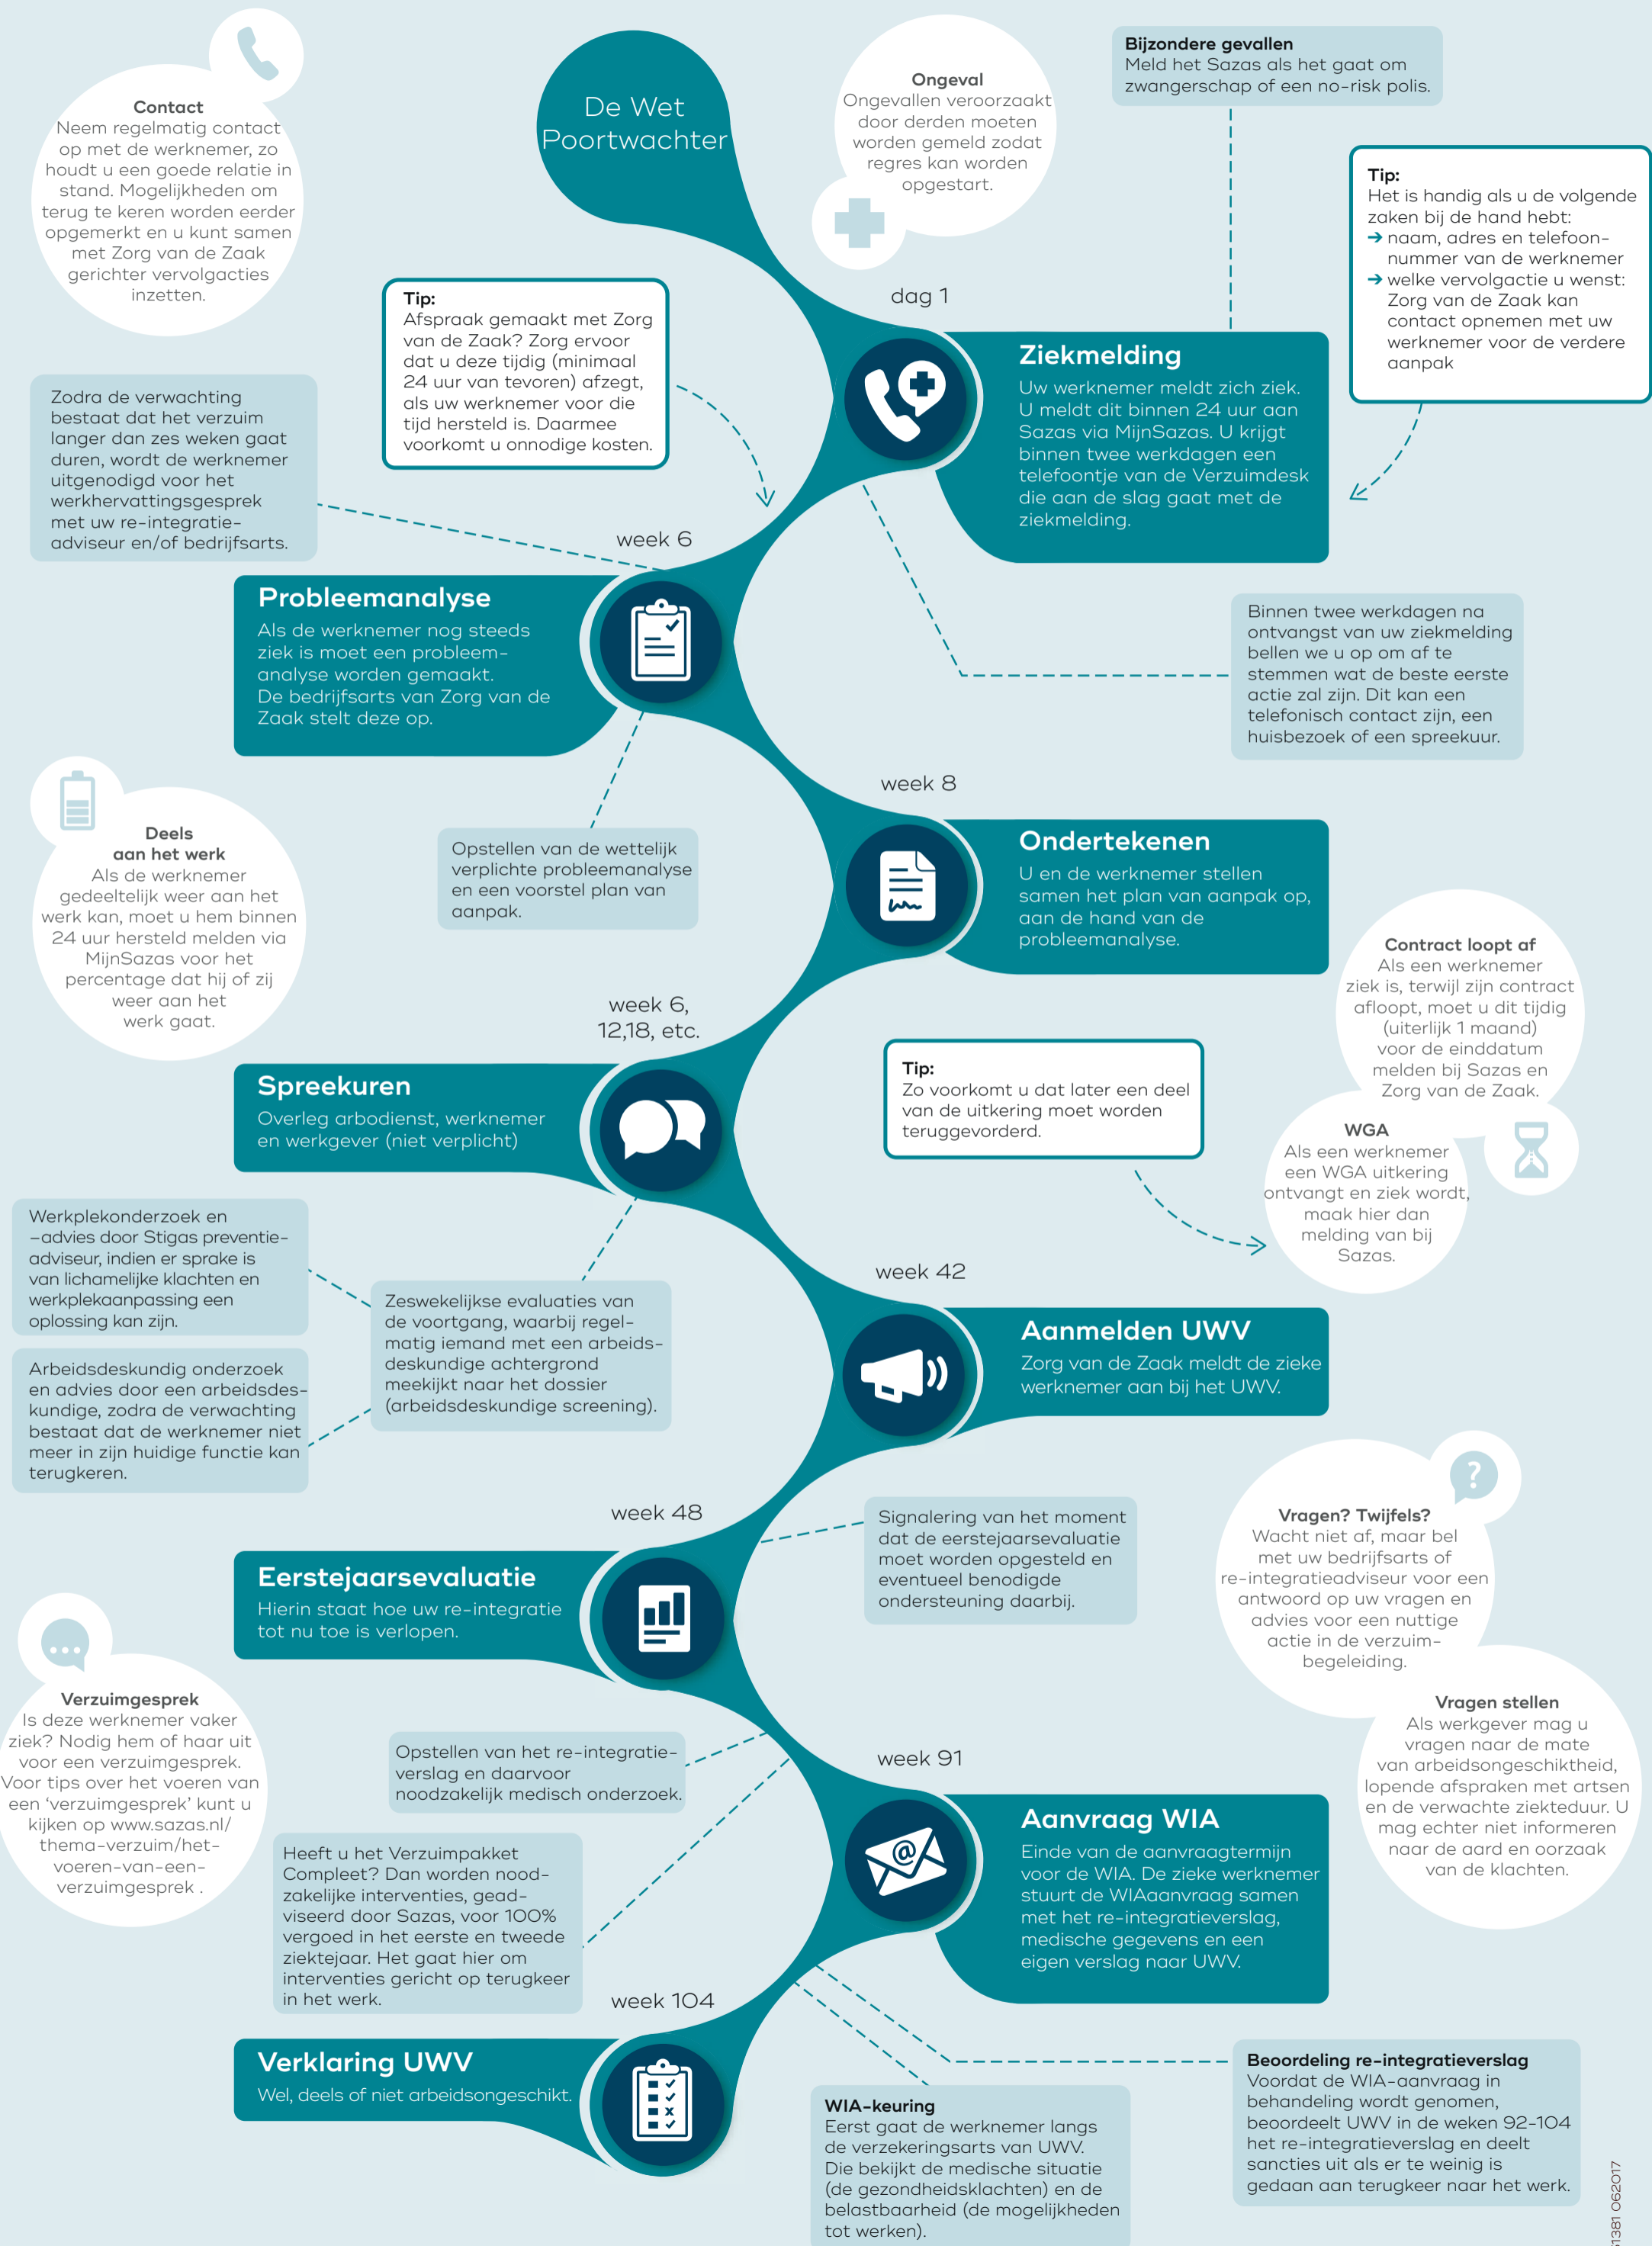 De Wet
Poortwachter
Contact
Neem regelmatig contact
op met de werknemer, zo
houdt u een goede relatie in
stand. Mogelijkheden om
terug te keren worden eerder
opgemerkt en u kunt samen
met Zorg van de Zaak
gerichter vervolgacties
inzetten.
Ongeval
Ongevallen veroorzaakt
door derden moeten
worden gemeld zodat
regres kan worden
opgestart.
Bijzondere gevallen
Meld het Sazas als het gaat om
zwangerschap of een no-risk polis.
Tip:
Het is handig als u de volgende
zaken bij de hand hebt:
➔ naam, adres en telefoon-
nummer van de werknemer
➔ welke vervolgactie u wenst:
Zorg van de Zaak kan
contact opnemen met uw
werknemer voor de verdere
aanpak
Tip:
Afspraak gemaakt met Zorg
van de Zaak? Zorg ervoor
dat u deze tijdig (minimaal
24 uur van tevoren) afzegt,
als uw werknemer voor die
tijd hersteld is. Daarmee
voorkomt u onnodige kosten.
dag 1
Ziekmelding
Uw werknemer meldt zich ziek.
U meldt dit binnen 24 uur aan
Sazas via MijnSazas. U krijgt
binnen twee werkdagen een
telefoontje van de Verzuimdesk
die aan de slag gaat met de
ziekmelding.
Zodra de verwachting
bestaat dat het verzuim
langer dan zes weken gaat
duren, wordt de werknemer
uitgenodigd voor het
werkhervattingsgesprek
met uw re-integratie-
adviseur en/of bedrijfsarts.
week 6
Probleemanalyse
Als de werknemer nog steeds
ziek is moet een probleem-
analyse worden gemaakt.
De bedrijfsarts van Zorg van de
Zaak stelt deze op.
Binnen twee werkdagen na
ontvangst van uw ziekmelding
bellen we u op om af te
stemmen wat de beste eerste
actie zal zijn. Dit kan een
telefonisch contact zijn, een
huisbezoek of een spreekuur.
Deels
aan het werk
Als de werknemer
gedeeltelijk weer aan het
werk kan, moet u hem binnen
24 uur hersteld melden via
MijnSazas voor het
percentage dat hij of zij
weer aan het
werk gaat.
Opstellen van de wettelijk
verplichte probleemanalyse
en een voorstel plan van
aanpak.
week 8
Ondertekenen
U en de werknemer stellen
samen het plan van aanpak op,
aan de hand van de
probleemanalyse.
Contract loopt af
Als een werknemer
ziek is, terwijl zijn contract
afloopt, moet u dit tijdig
(uiterlijk 1 maand)
voor de einddatum
melden bij Sazas en
Zorg van de Zaak.
week 6,
12,18, etc.
Spreekuren
Overleg arbodienst, werknemer
en werkgever (niet verplicht)
Tip:
Zo voorkomt u dat later een deel
van de uitkering moet worden
teruggevorderd.
WGA
Als een werknemer
een WGA uitkering
ontvangt en ziek wordt,
maak hier dan
melding van bij
Sazas.
Werkplekonderzoek en
-advies door Stigas preventie-
adviseur, indien er sprake is
van lichamelijke klachten en
werkplekaanpassing een
oplossing kan zijn.
Arbeidsdeskundig onderzoek
en advies door een arbeidsdes-
kundige, zodra de verwachting
bestaat dat de werknemer niet
meer in zijn huidige functie kan
terugkeren.
Zeswekelijkse evaluaties van
de voortgang, waarbij regel-
matig iemand met een arbeids-
deskundige achtergrond
meekijkt naar het dossier
(arbeidsdeskundige screening).
week 42
Aanmelden UWV
Zorg van de Zaak meldt de zieke
werknemer aan bij het UWV.
week 48
Eerstejaarsevaluatie
Hierin staat hoe uw re-integratie
tot nu toe is verlopen.
Signalering van het moment
dat de eerstejaarsevaluatie
moet worden opgesteld en
eventueel benodigde
ondersteuning daarbij.
?
Vragen? Twijfels?
Wacht niet af, maar bel
met uw bedrijfsarts of
re-integratieadviseur voor een
antwoord op uw vragen en
advies voor een nuttige
actie in de verzuim-
begeleiding.
Vragen stellen
Als werkgever mag u
vragen naar de mate
van arbeidsongeschiktheid,
lopende afspraken met artsen
en de verwachte ziekteduur. U
mag echter niet informeren
naar de aard en oorzaak
van de klachten.
Verzuimgesprek
Is deze werknemer vaker
ziek? Nodig hem of haar uit
voor een verzuimgesprek.
Voor tips over het voeren van
een ‘verzuimgesprek’ kunt u
kijken op www.sazas.nl/
thema-verzuim/het-
voeren-van-een-
verzuimgesprek .
Opstellen van het re-integratie-
verslag en daarvoor
noodzakelijk medisch onderzoek.
Heeft u het Verzuimpakket
Compleet? Dan worden nood-
zakelijke interventies, gead-
viseerd door Sazas, voor 100%
vergoed in het eerste en tweede
ziektejaar. Het gaat hier om
interventies gericht op terugkeer
in het werk.
week 91
@
Aanvraag WIA
Einde van de aanvraagtermijn
voor de WIA. De zieke werknemer
stuurt de WIAaanvraag samen
met het re-integratieverslag,
medische gegevens en een
eigen verslag naar UWV.
week 104
Verklaring UWV
Wel, deels of niet arbeidsongeschikt.
WIA-keuring
Eerst gaat de werknemer langs
de verzekeringsarts van UWV.
Die bekijkt de medische situatie
(de gezondheidsklachten) en de
belastbaarheid (de mogelijkheden
tot werken).
Beoordeling re-integratieverslag
Voordat de WIA-aanvraag in
behandeling wordt genomen,
beoordeelt UWV in de weken 92-104
het re-integratieverslag en deelt
sancties uit als er te weinig is
gedaan aan terugkeer naar het werk.
062017